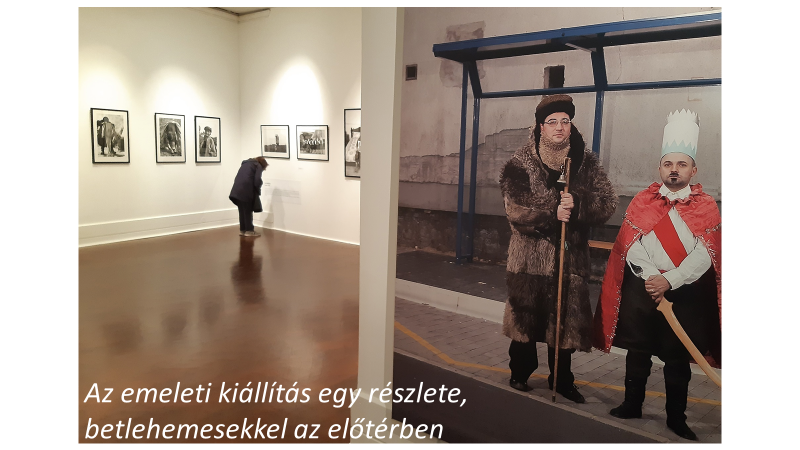 Az emeleti kiállítás egy részlete,
betlehemesekkel az előtérben